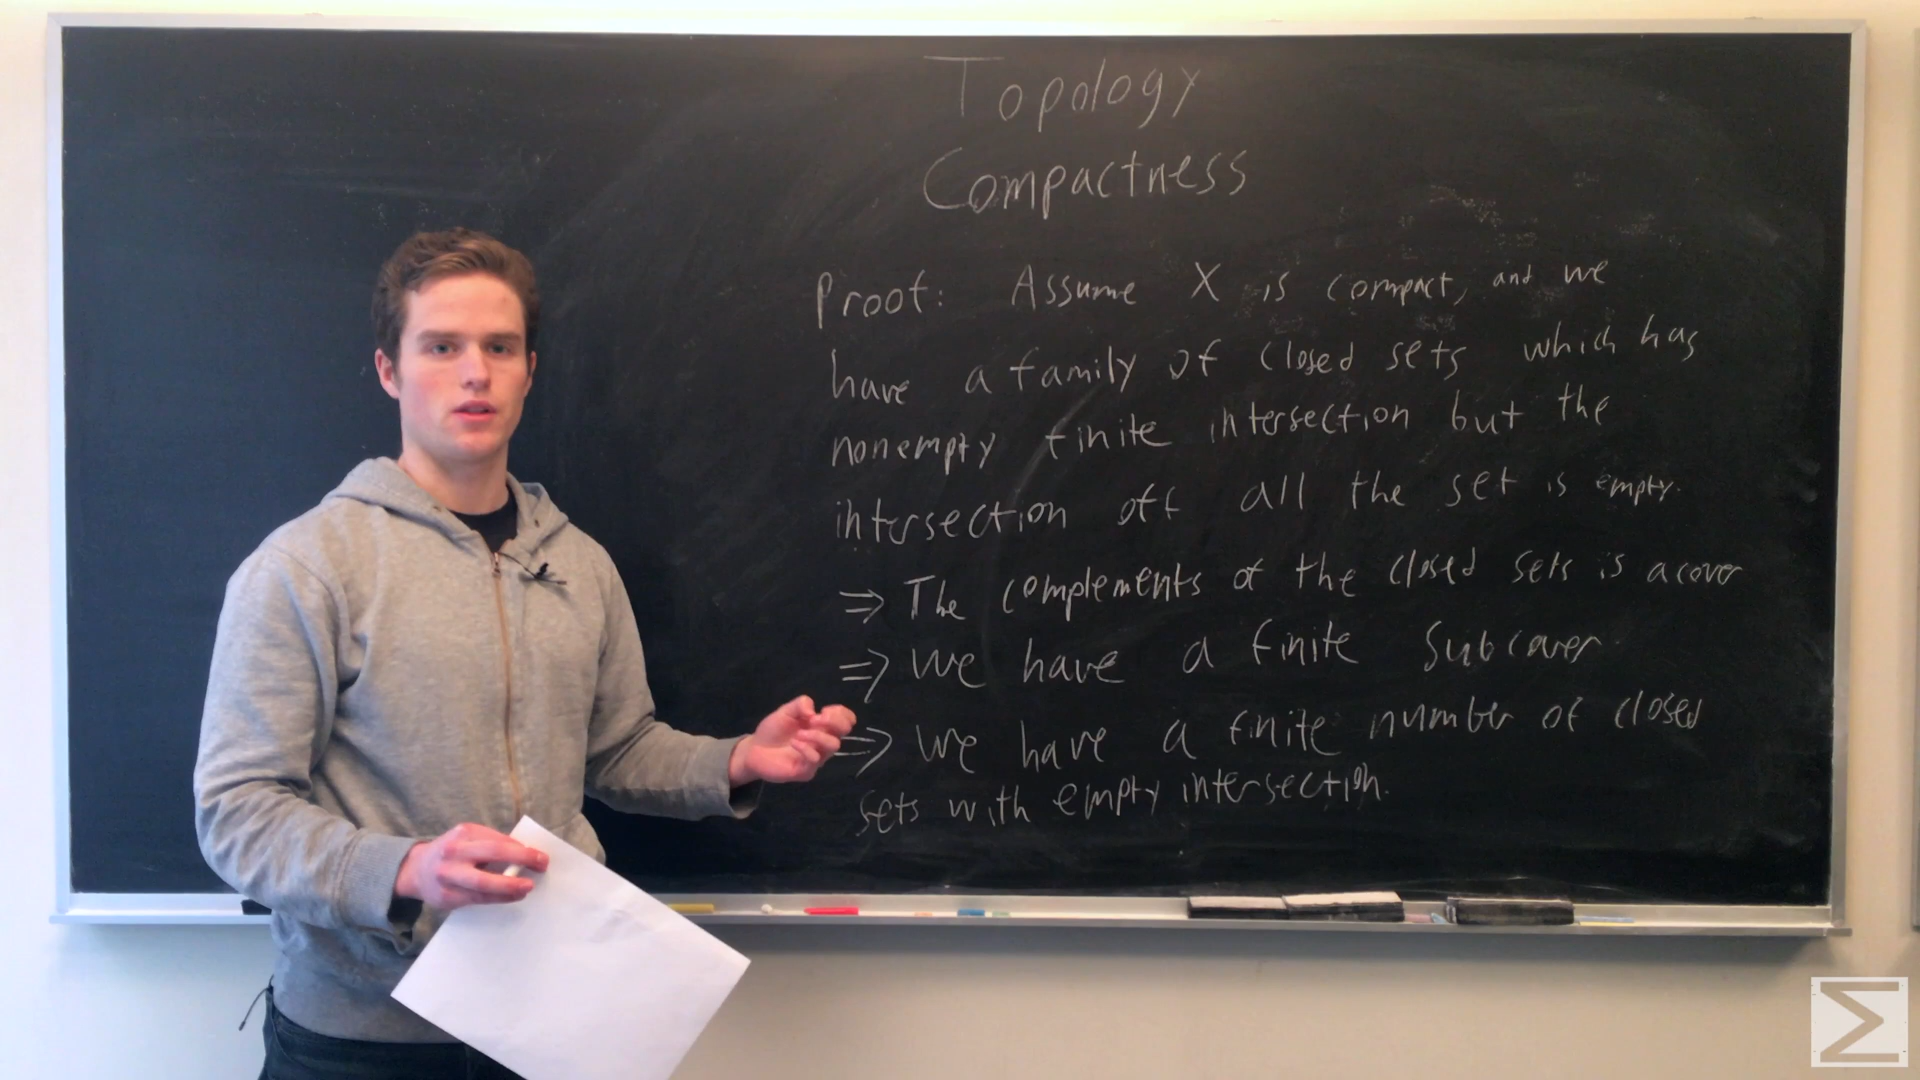 Topology
Compactness
Proof: Assume X is compact, and we
have a family of closed sets which has
nonempty finite intersection but the
intersection off all the set is empty.
⇒ The complements of the closed sets is a cover
⇒ we have a finite subcover.
⇒ we have a finite number of closed
sets with empty intersection.
Σ